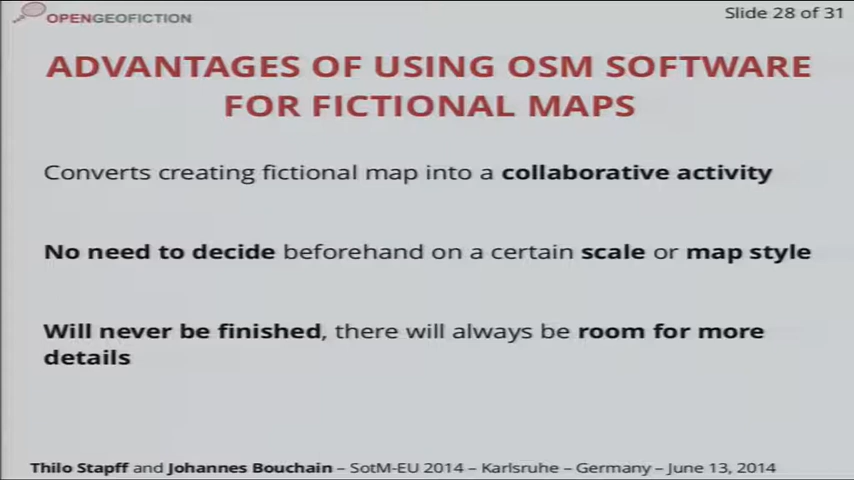 OPENGEOFICTION
Slide 28 of 31
ADVANTAGES OF USING OSM SOFTWARE
FOR FICTIONAL MAPS
Converts creating fictional map into a collaborative activity
No need to decide beforehand on a certain scale or map style
Will never be finished, there will always be room for more
details
Thilo Stapff and Johannes Bouchain – SotM-EU 2014 – Karlsruhe – Germany – June 13, 2014